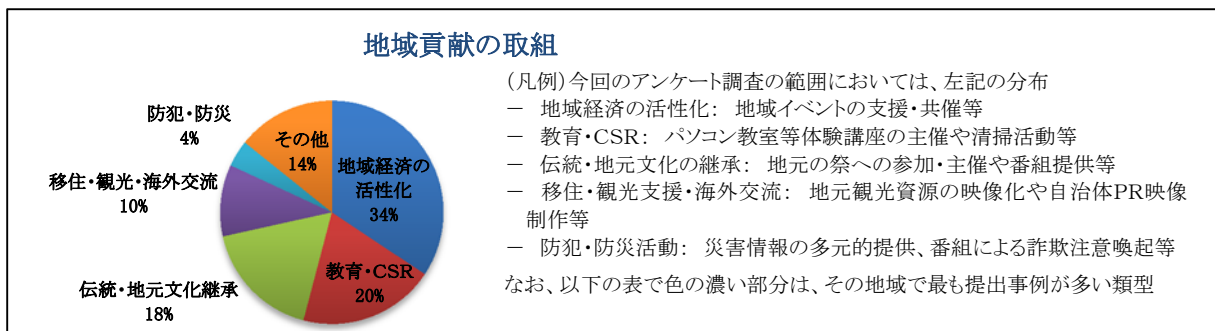 地域貢献の取組
防犯・防災
4%
その他
14%
地域経済の
活性化
34%
移住・観光・海外交流
10%
教育・CSR
20%
伝統・地元文化継承
18%
(凡例)今回のアンケート調査の範囲においては、左記の分布
－ 地域経済の活性化： 地域イベントの支援・共催等
－ 教育・CSR： パソコン教室等体験講座の主催や清掃活動等
－ 伝統・地元文化の継承： 地元の祭への参加・主催や番組提供等
－ 移住・観光支援・海外交流： 地元観光資源の映像化や自治体PR映像
制作等
－ 防犯・防災活動： 災害情報の多元的提供、番組による詐欺注意喚起等
なお、以下の表で色の濃い部分は、その地域で最も提出事例が多い類型